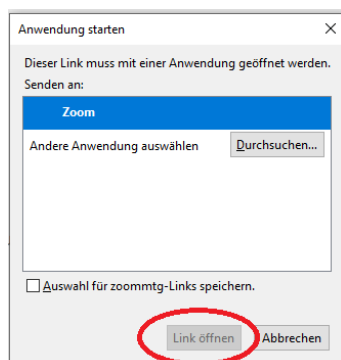 Anwendung starten
Dieser Link muss mit einer Anwendung geöffnet werden.
Senden an:
Zoom
Andere Anwendung auswählen Durchsuchen...
Auswahl für zoommtg-Links speichern.
Link öffnen Abbrechen